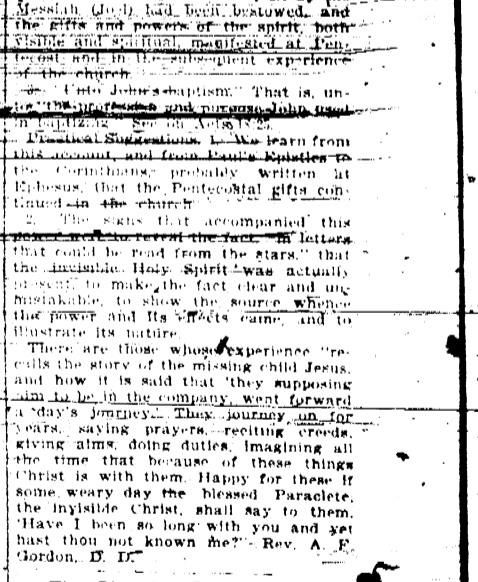 Messiah (Joel) had been bestowed, and
the gifts and powers of the spirit, both
visible and spiritual, manifested at Pen-
tecost and in the subsequent experience
of the church.
3. "Unto John's baptism." That is, un-
to the profession and purpose John used
in baptizing. See on Acts 18:25.
Practical Suggestions. 1. We learn from
this account, and from Paul's Epistles to
the Corinthians, probably written at
Ephesus, that the Pentecostal gifts con-
tinued in the church.
2. The signs that accompanied this
power were to reveal the fact, "in letters
that could be read from the stars," that
the invisible Holy Spirit was actually
present, to make the fact clear and un-
mistakable, to show the source whence
the power and its effects came, and to
illustrate its nature.
There are those whose experience "re-
calls the story of the missing child Jesus,
and how it is said that 'they supposing
him to be in the company, went forward
a day's journey.' They journey on for
years, saying prayers, reciting creeds,
giving alms, doing duties, imagining all
the time that because of these things
Christ is with them. Happy for these if
some weary day the blessed Paraclete,
the invisible Christ, shall say to them,
'Have I been so long with you and yet
hast thou not known me?'"- Rev. A. F.
Gordon, D. D.